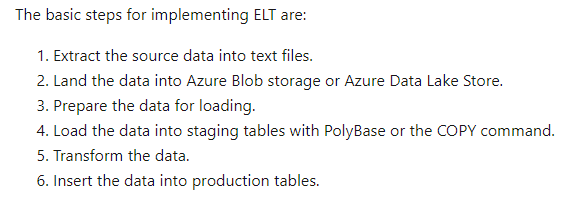 The basic steps for implementing ELT are:
1. Extract the source data into text files.
2. Land the data into Azure Blob storage or Azure Data Lake Store.
3. Prepare the data for loading.
4. Load the data into staging tables with PolyBase or the COPY command.
5. Transform the data.
6. Insert the data into production tables.